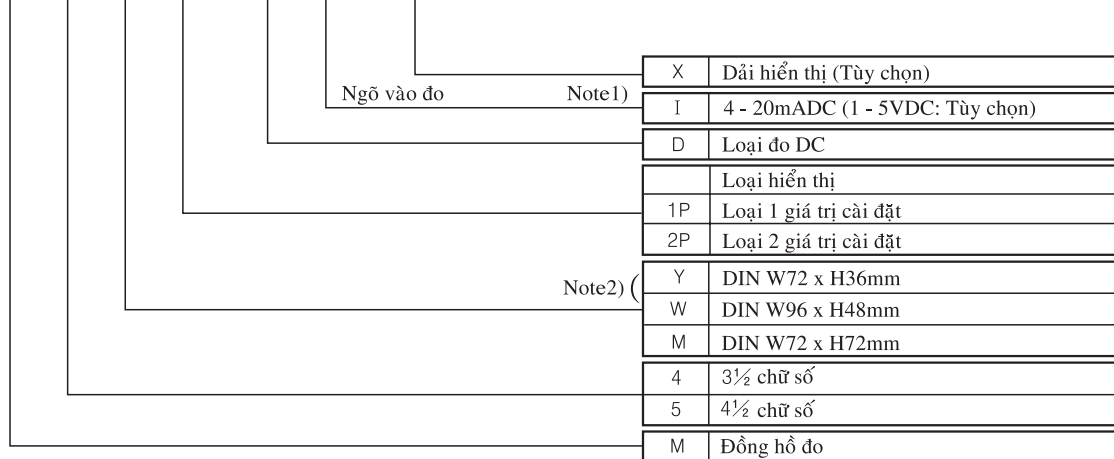 X Dải hiển thị (Tùy chọn)
Ngõ vào đo Note1) I 4 - 20mADC (1 - 5VDC: Tùy chọn)
D Loại đo DC
Loại hiển thị
1P Loại 1 giá trị cài đặt
2P Loại 2 giá trị cài đặt
Note2) ( Y DIN W72 x H36mm
W DIN W96 x H48mm
M DIN W72 x H72mm
4 3½ chữ số
5 4½ chữ số
M Đồng hồ đo